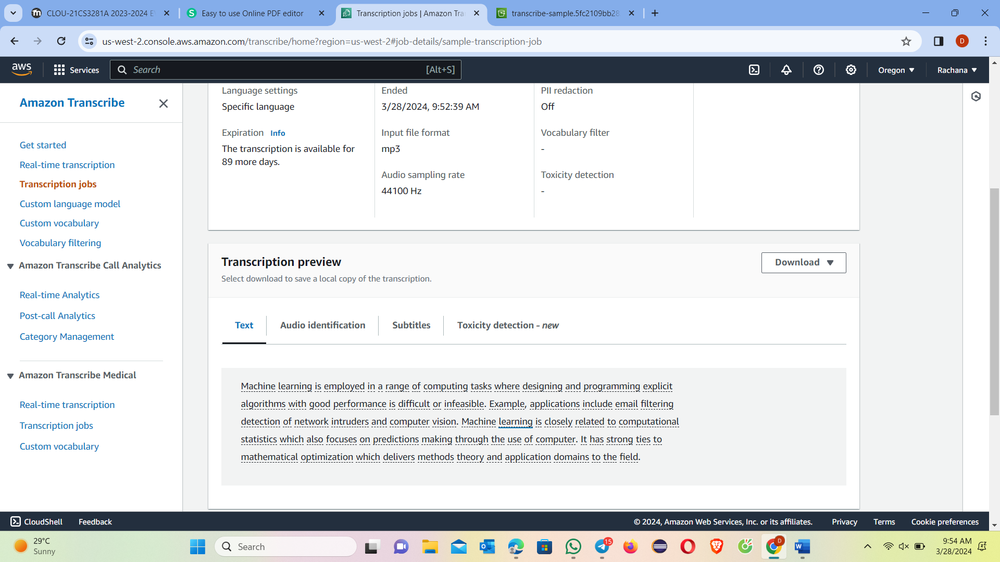 CLOU-21CS3281A 2023-2024 E
Easy to use Online PDF editor
Transcription jobs | Amazon Tra
transcribe-sample.5fc2109bb28
us-west-2.console.aws.amazon.com/transcribe/home?region=us-west-2#job-details/sample-transcription-job
D
aws
Services
Search
[Alt+S]
Oregon
Rachana
Amazon Transcribe
Get started
Real-time transcription
Transcription jobs
Custom language model
Custom vocabulary
Vocabulary filtering
Amazon Transcribe Call Analytics
Real-time Analytics
Post-call Analytics
Category Management
Amazon Transcribe Medical
Real-time transcription
Transcription jobs
Custom vocabulary
Language settings
Specific language
Expiration Info
The transcription is available for
89 more days.
Ended
3/28/2024, 9:52:39 AM
Input file format
mp3
Audio sampling rate
44100 Hz
PII redaction
Off
Vocabulary filter
-
Toxicity detection
-
Transcription preview
Select download to save a local copy of the transcription.
Download
Text
Audio identification
Subtitles
Toxicity detection - new
Machine learning is employed in a range of computing tasks where designing and programming explicit
algorithms with good performance is difficult or infeasible. Example, applications include email filtering
detection of network intruders and computer vision. Machine learning is closely related to computational
statistics which also focuses on predictions making through the use of computer. It has strong ties to
mathematical optimization which delivers methods theory and application domains to the field.
CloudShell
Feedback
© 2024, Amazon Web Services, Inc. or its affiliates.
Privacy
Terms
Cookie preferences
29°C
Sunny
Search
15
D
9:54 AM
3/28/2024